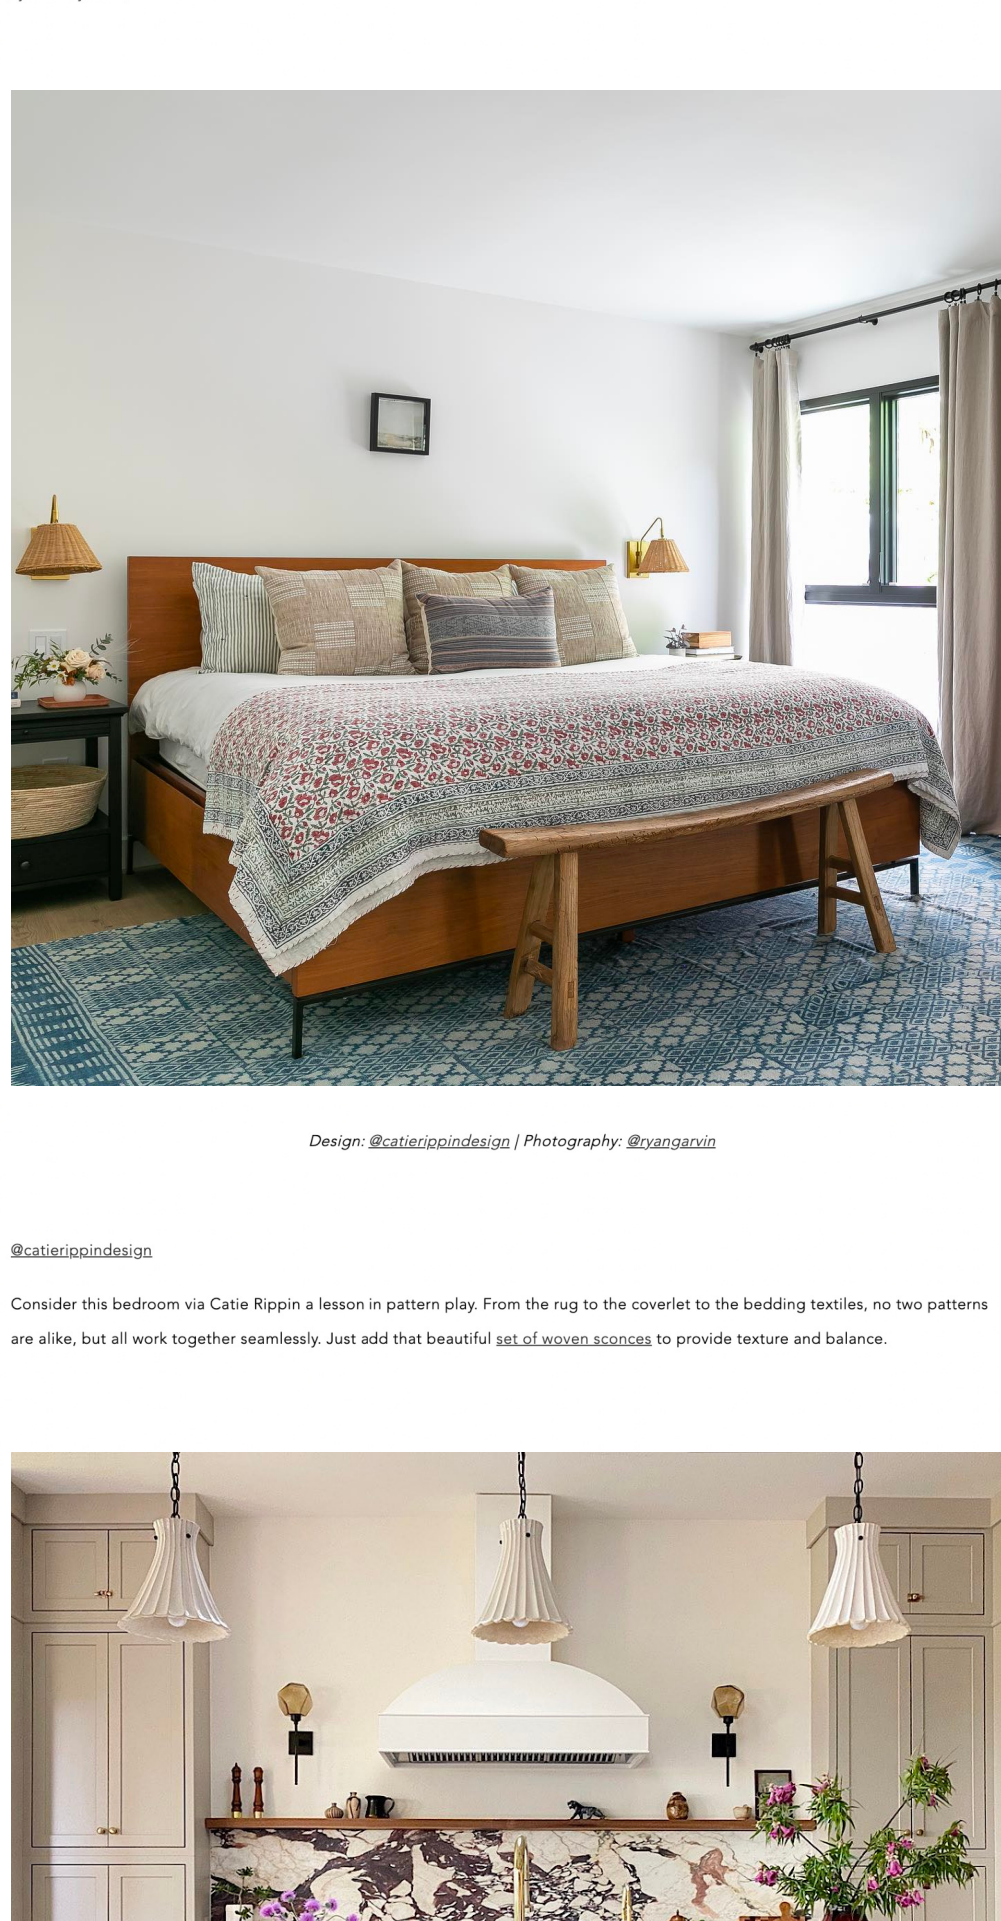 Design: @catierippindesign | Photography: @ryangarvin
@catierippindesign
Consider this bedroom via Catie Rippin a lesson in pattern play. From the rug to the coverlet to the bedding textiles, no two patterns
are alike, but all work together seamlessly. Just add that beautiful set of woven sconces to provide texture and balance.